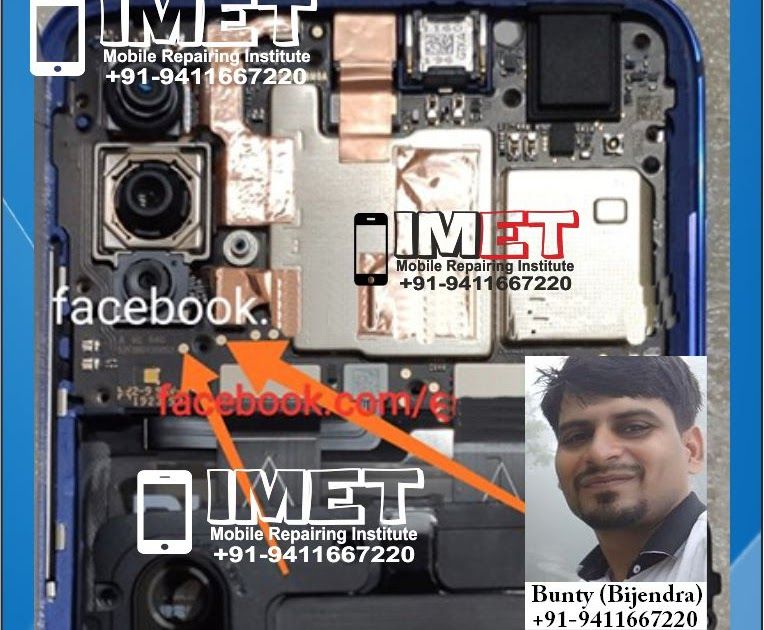 IMET
Mobile Repairing Institute
+91-9411667220
IMET
Mobile Repairing Institute
+91-9411667220
facebook.
facebook.com/e
IMET
Mobile Repairing Institute
+91-9411667220
Bunty (Bijendra)
+91-9411667220